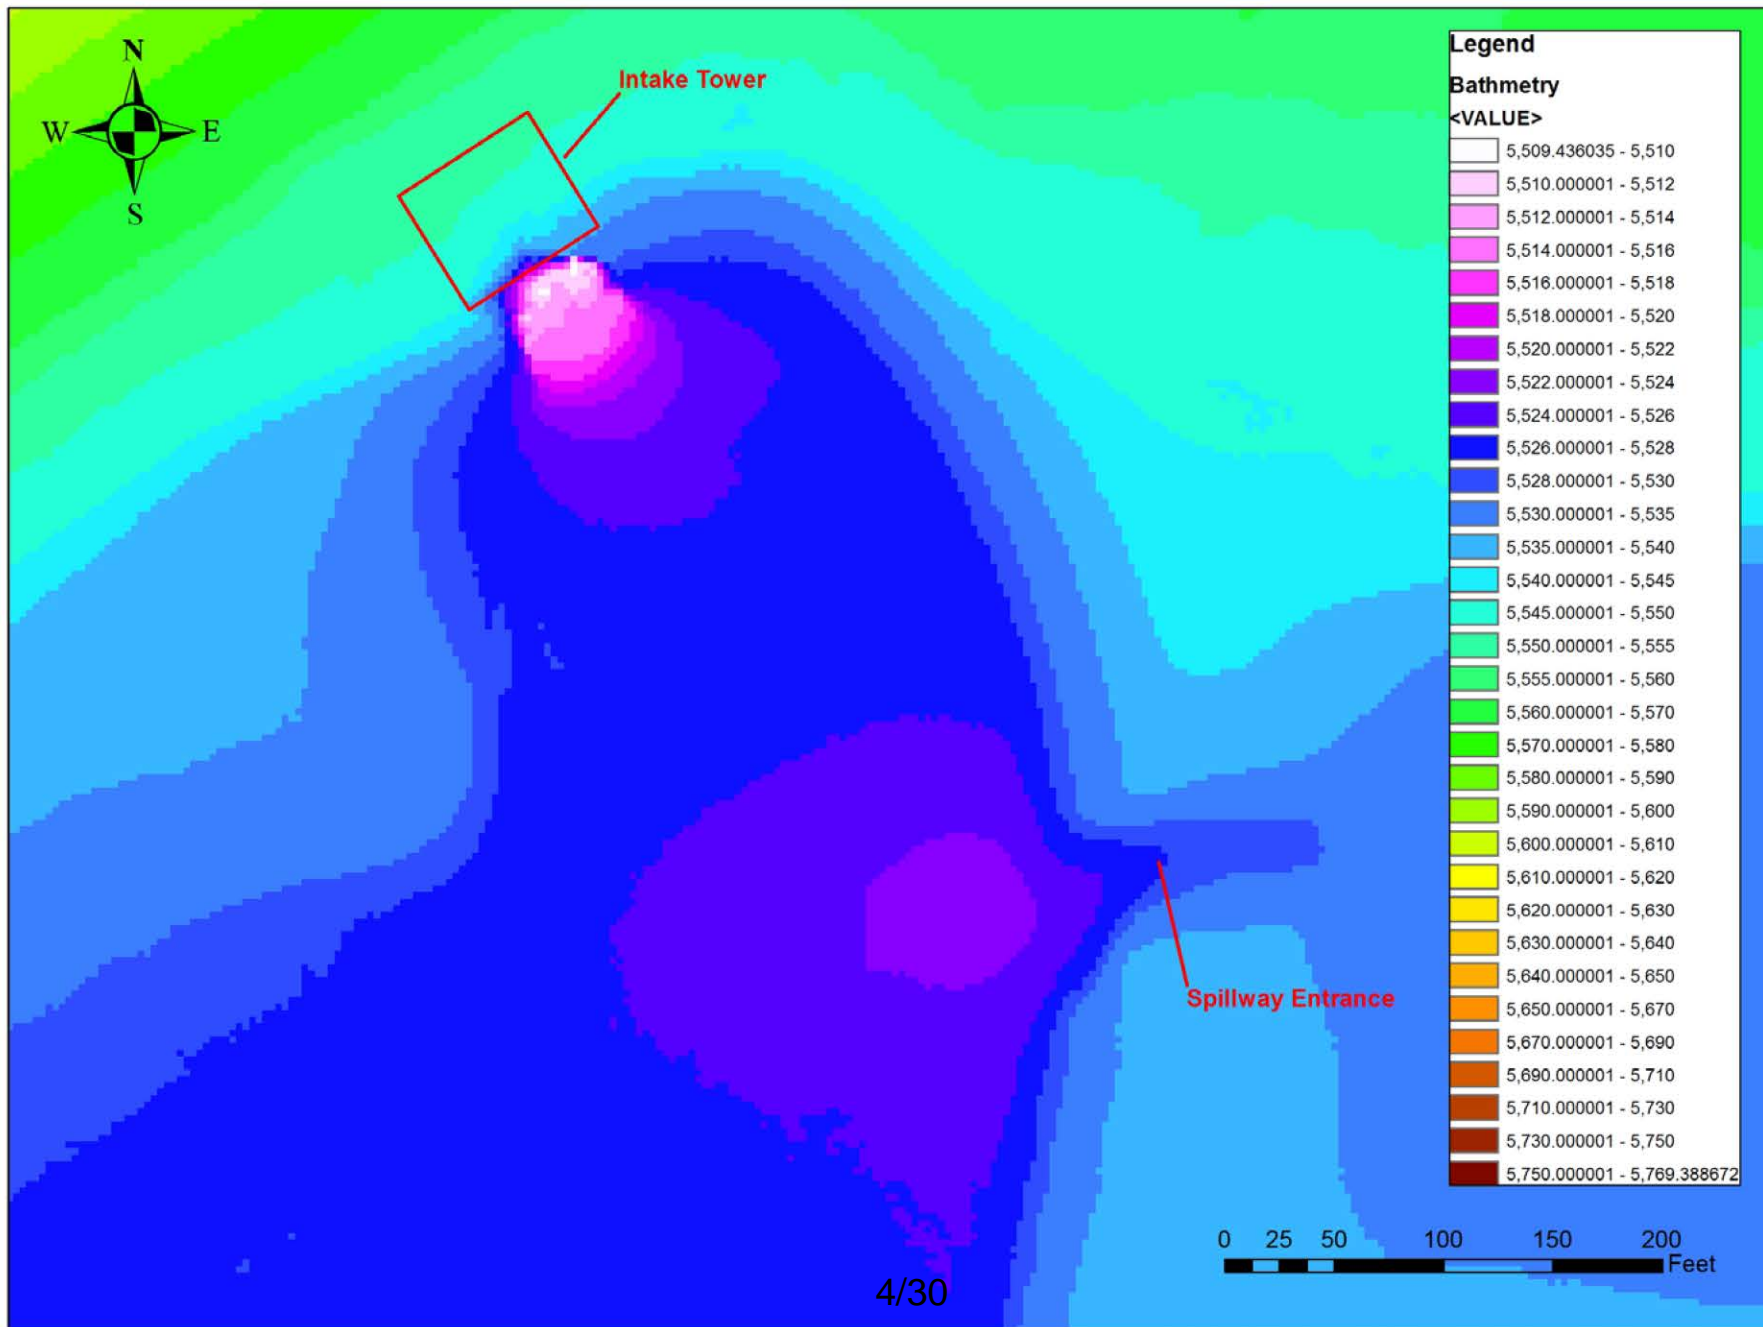 N
W E
S
Intake Tower
Legend
Bathmetry
<VALUE>
5,509.436035 - 5,510
5,510.000001 - 5,512
5,512.000001 - 5,514
5,514.000001 - 5,516
5,516.000001 - 5,518
5,518.000001 - 5,520
5,520.000001 - 5,522
5,522.000001 - 5,524
5,524.000001 - 5,526
5,526.000001 - 5,528
5,528.000001 - 5,530
5,530.000001 - 5,535
5,535.000001 - 5,540
5,540.000001 - 5,545
5,545.000001 - 5,550
5,550.000001 - 5,555
5,555.000001 - 5,560
5,560.000001 - 5,570
5,570.000001 - 5,580
5,580.000001 - 5,590
5,590.000001 - 5,600
5,600.000001 - 5,610
5,610.000001 - 5,620
5,620.000001 - 5,630
5,630.000001 - 5,640
5,640.000001 - 5,650
5,650.000001 - 5,670
5,670.000001 - 5,690
5,690.000001 - 5,710
5,710.000001 - 5,730
5,730.000001 - 5,750
5,750.000001 - 5,769.388672
Spillway Entrance
0 25 50 100 150 200
Feet
4/30